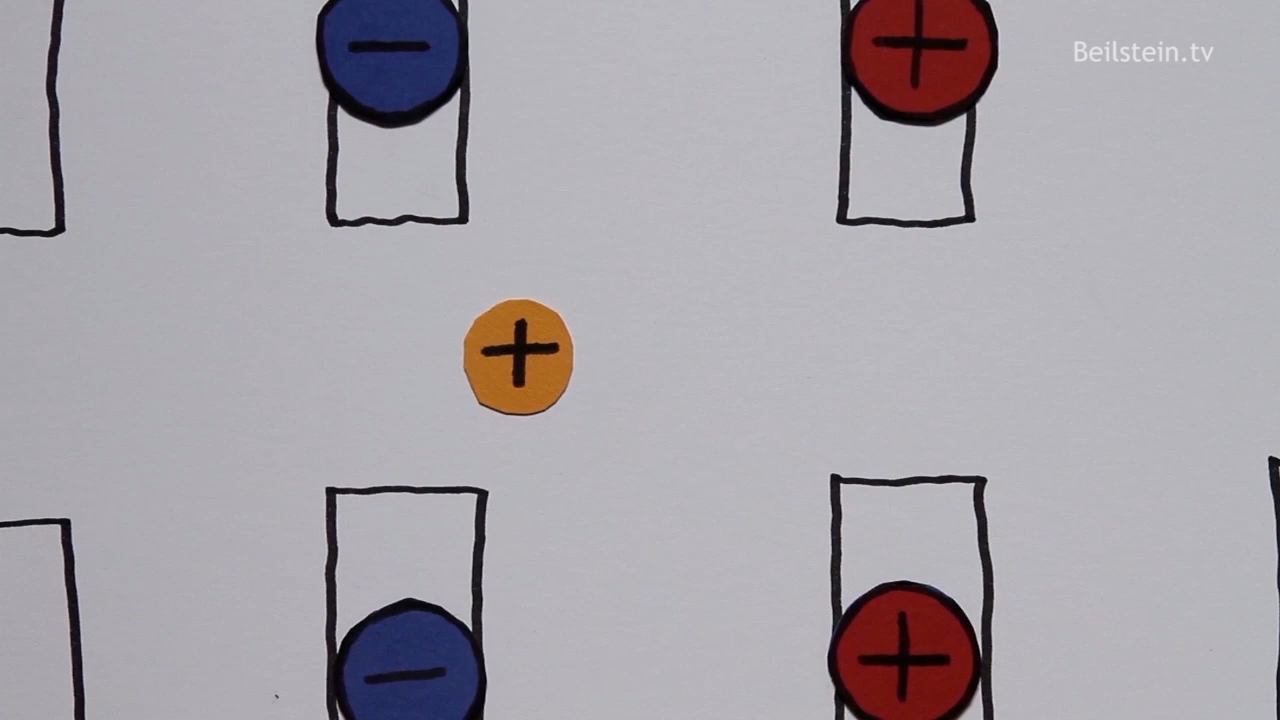 − +
Beilstein.tv
+
− +